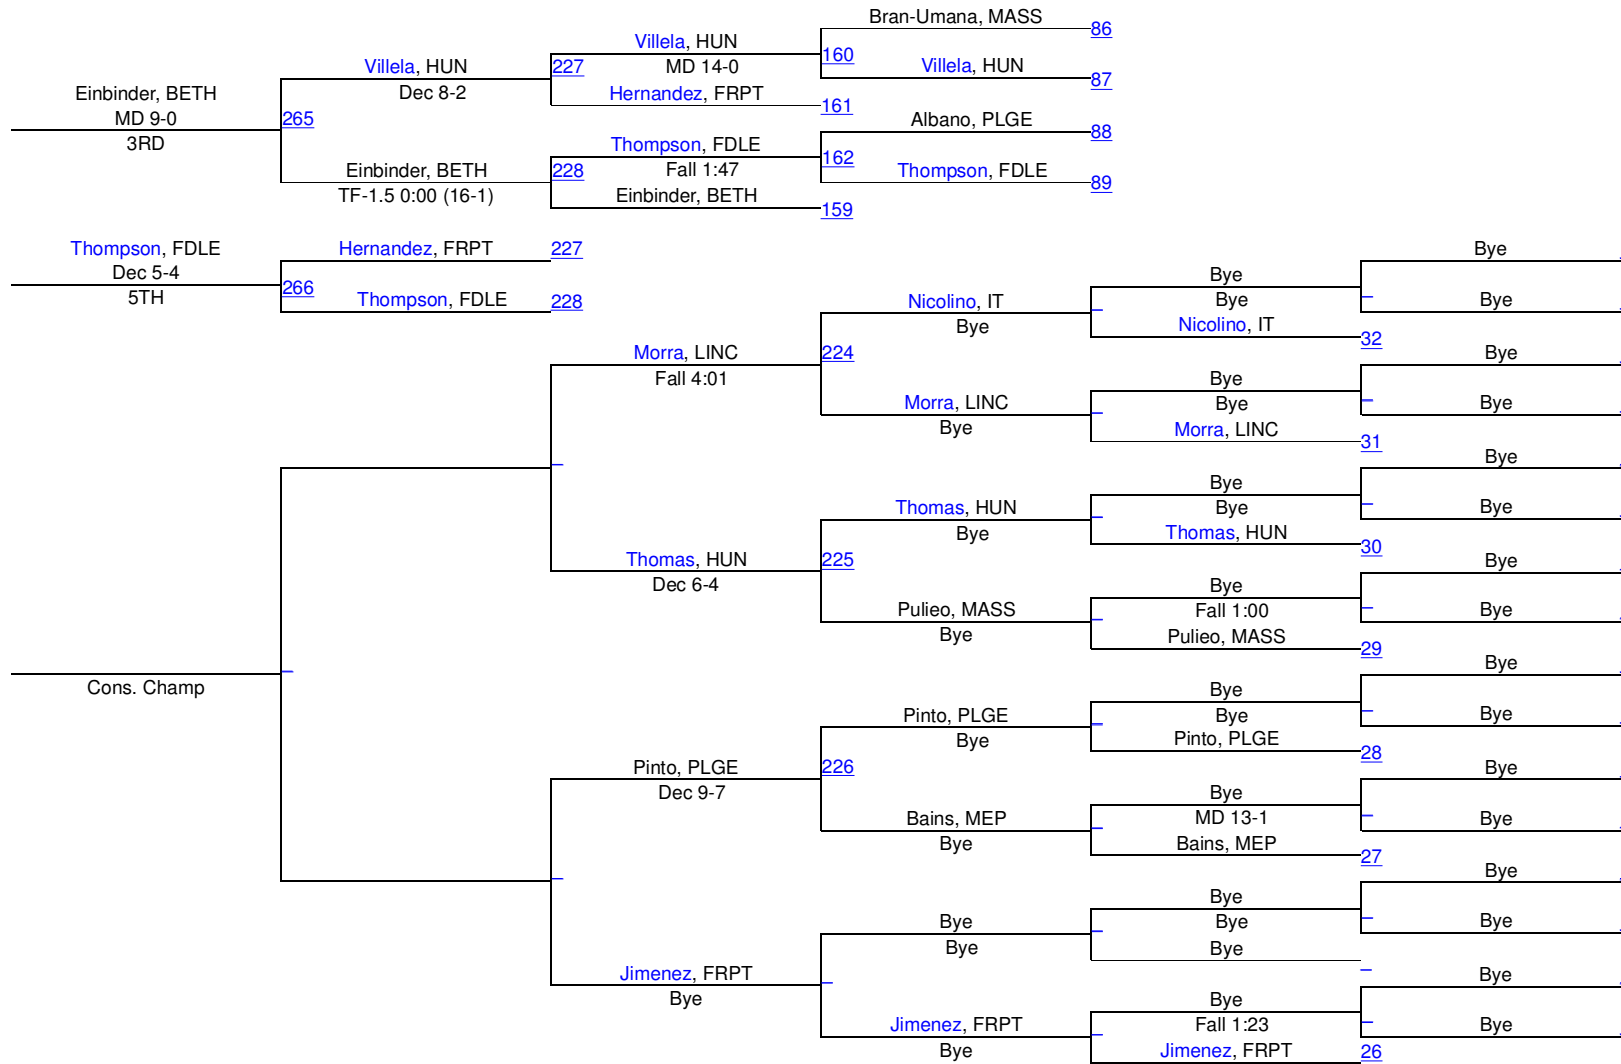 Bran-Umana, MASS
86
Villela, HUN
160
Villela, HUN
227
MD 14-0
Villela, HUN
87
Dec 8-2
Einbinder, BETH
Hernandez, FRPT
161
MD 9-0
265
Albano, PLGE
88
3RD
Thompson, FDLE
162
Einbinder, BETH
228
Fall 1:47
Thompson, FDLE
89
TF-1.5 0:00 (16-1)
Einbinder, BETH
159
Thompson, FDLE
Hernandez, FRPT
227
Bye
Dec 5-4
Bye
266
5TH
Thompson, FDLE
228
Nicolino, IT
Bye
Bye
Bye
Nicolino, IT
32
Morra, LINC
224
Bye
Fall 4:01
Bye
Morra, LINC
Bye
Bye
Bye
Morra, LINC
31
Bye
Bye
Thomas, HUN
Bye
Bye
Bye
Thomas, HUN
30
Thomas, HUN
225
Bye
Dec 6-4
Bye
Pulieo, MASS
Fall 1:00
Bye
Bye
Pulieo, MASS
29
Bye
Cons. Champ
Bye
Pinto, PLGE
Bye
Bye
Bye
Pinto, PLGE
28
Pinto, PLGE
226
Bye
Dec 9-7
Bye
Bains, MEP
MD 13-1
Bye
Bye
Bains, MEP
27
Bye
Bye
Bye
Bye
Bye
Bye
Bye
Jimenez, FRPT
Bye
Bye
Bye
Jimenez, FRPT
Fall 1:23
Bye
Bye
Jimenez, FRPT
26